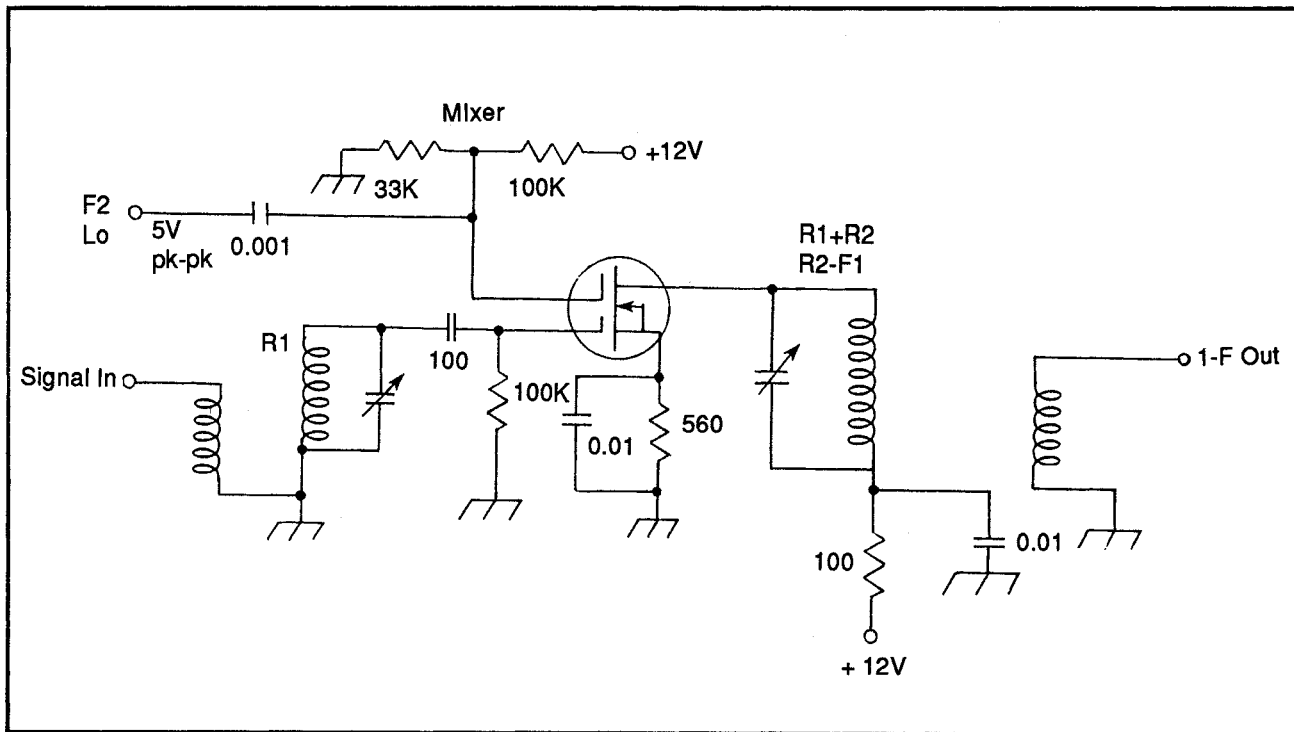 MIxer
+12V
33K
100K
F2
Lo
5V
pk-pk
0.001
R1+R2
R2-F1
R1
100
Signal In
100K
0.01
560
1-F Out
100
0.01
+ 12V